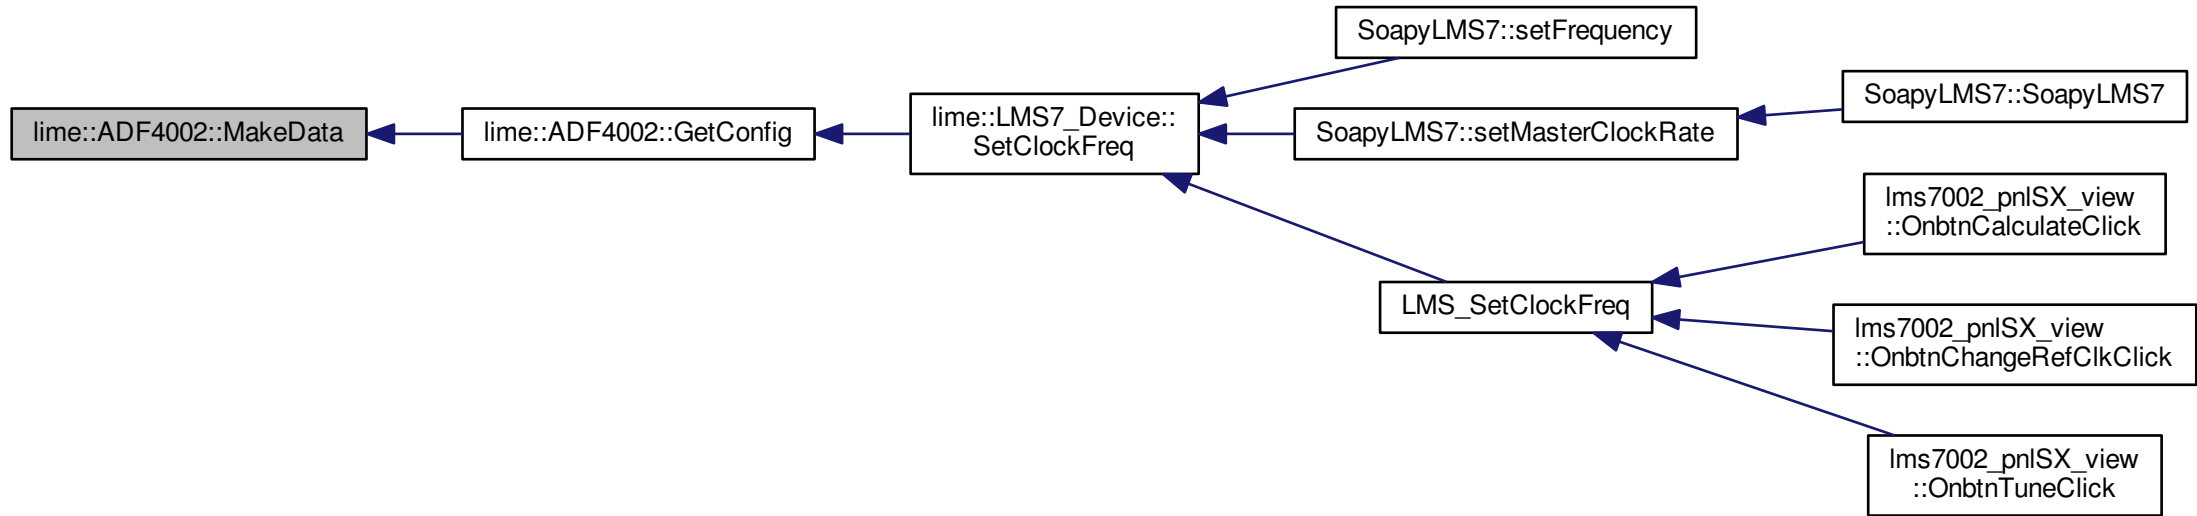 SoapyLMS7::setFrequency
SoapyLMS7::SoapyLMS7
lime::ADF4002::MakeData
lime::ADF4002::GetConfig
lime::LMS7_Device::
SetClockFreq
SoapyLMS7::setMasterClockRate
lms7002_pnlSX_view
::OnbtnCalculateClick
LMS_SetClockFreq
lms7002_pnlSX_view
::OnbtnChangeRefClkClick
lms7002_pnlSX_view
::OnbtnTuneClick